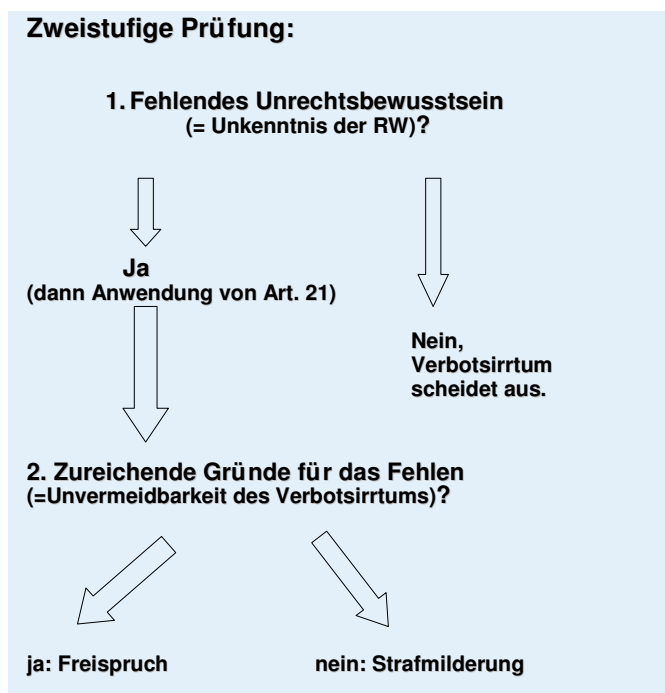 Zweistufige Prüfung:
1. Fehlendes Unrechtsbewusstsein
(= Unkenntnis der RW)?
Ja
(dann Anwendung von Art. 21)
Nein,
Verbotsirrtum
scheidet aus.
2. Zureichende Gründe für das Fehlen
(=Unvermeidbarkeit des Verbotsirrtums)?
ja: Freispruch
nein: Strafmilderung